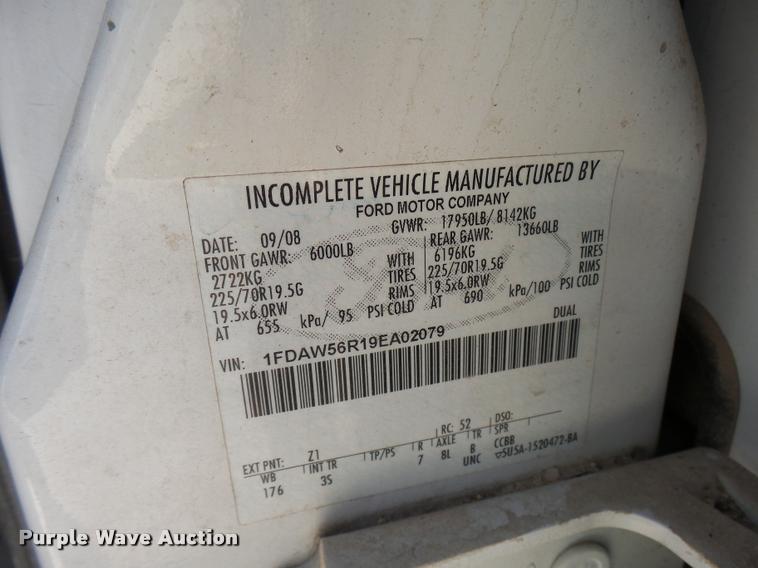 INCOMPLETE VEHICLE MANUFACTURED BY
FORD MOTOR COMPANY
DATE: 09/08 GVWR: 17950LB/ 8142KG
FRONT GAWR: 6000LB REAR GAWR: 13660LB
2722KG WITH 6196KG WITH
225/70R19.5G TIRES 225/70R19.5G TIRES
19.5x6.0RW RIMS 19.5x6.0RW RIMS
AT 655 kPa/ 95 PSI COLD AT 690 kPa/100 PSI COLD
VIN: 1FDAW56R19EA02079 DUAL
EXT PNT: Z1 RC: 52 DSO:
WB INT TR TP/PS R AXLE TR SPR
176 3S 7 8L B CCBB
UNC 5U5A-1520472-BA
Purple Wave Auction